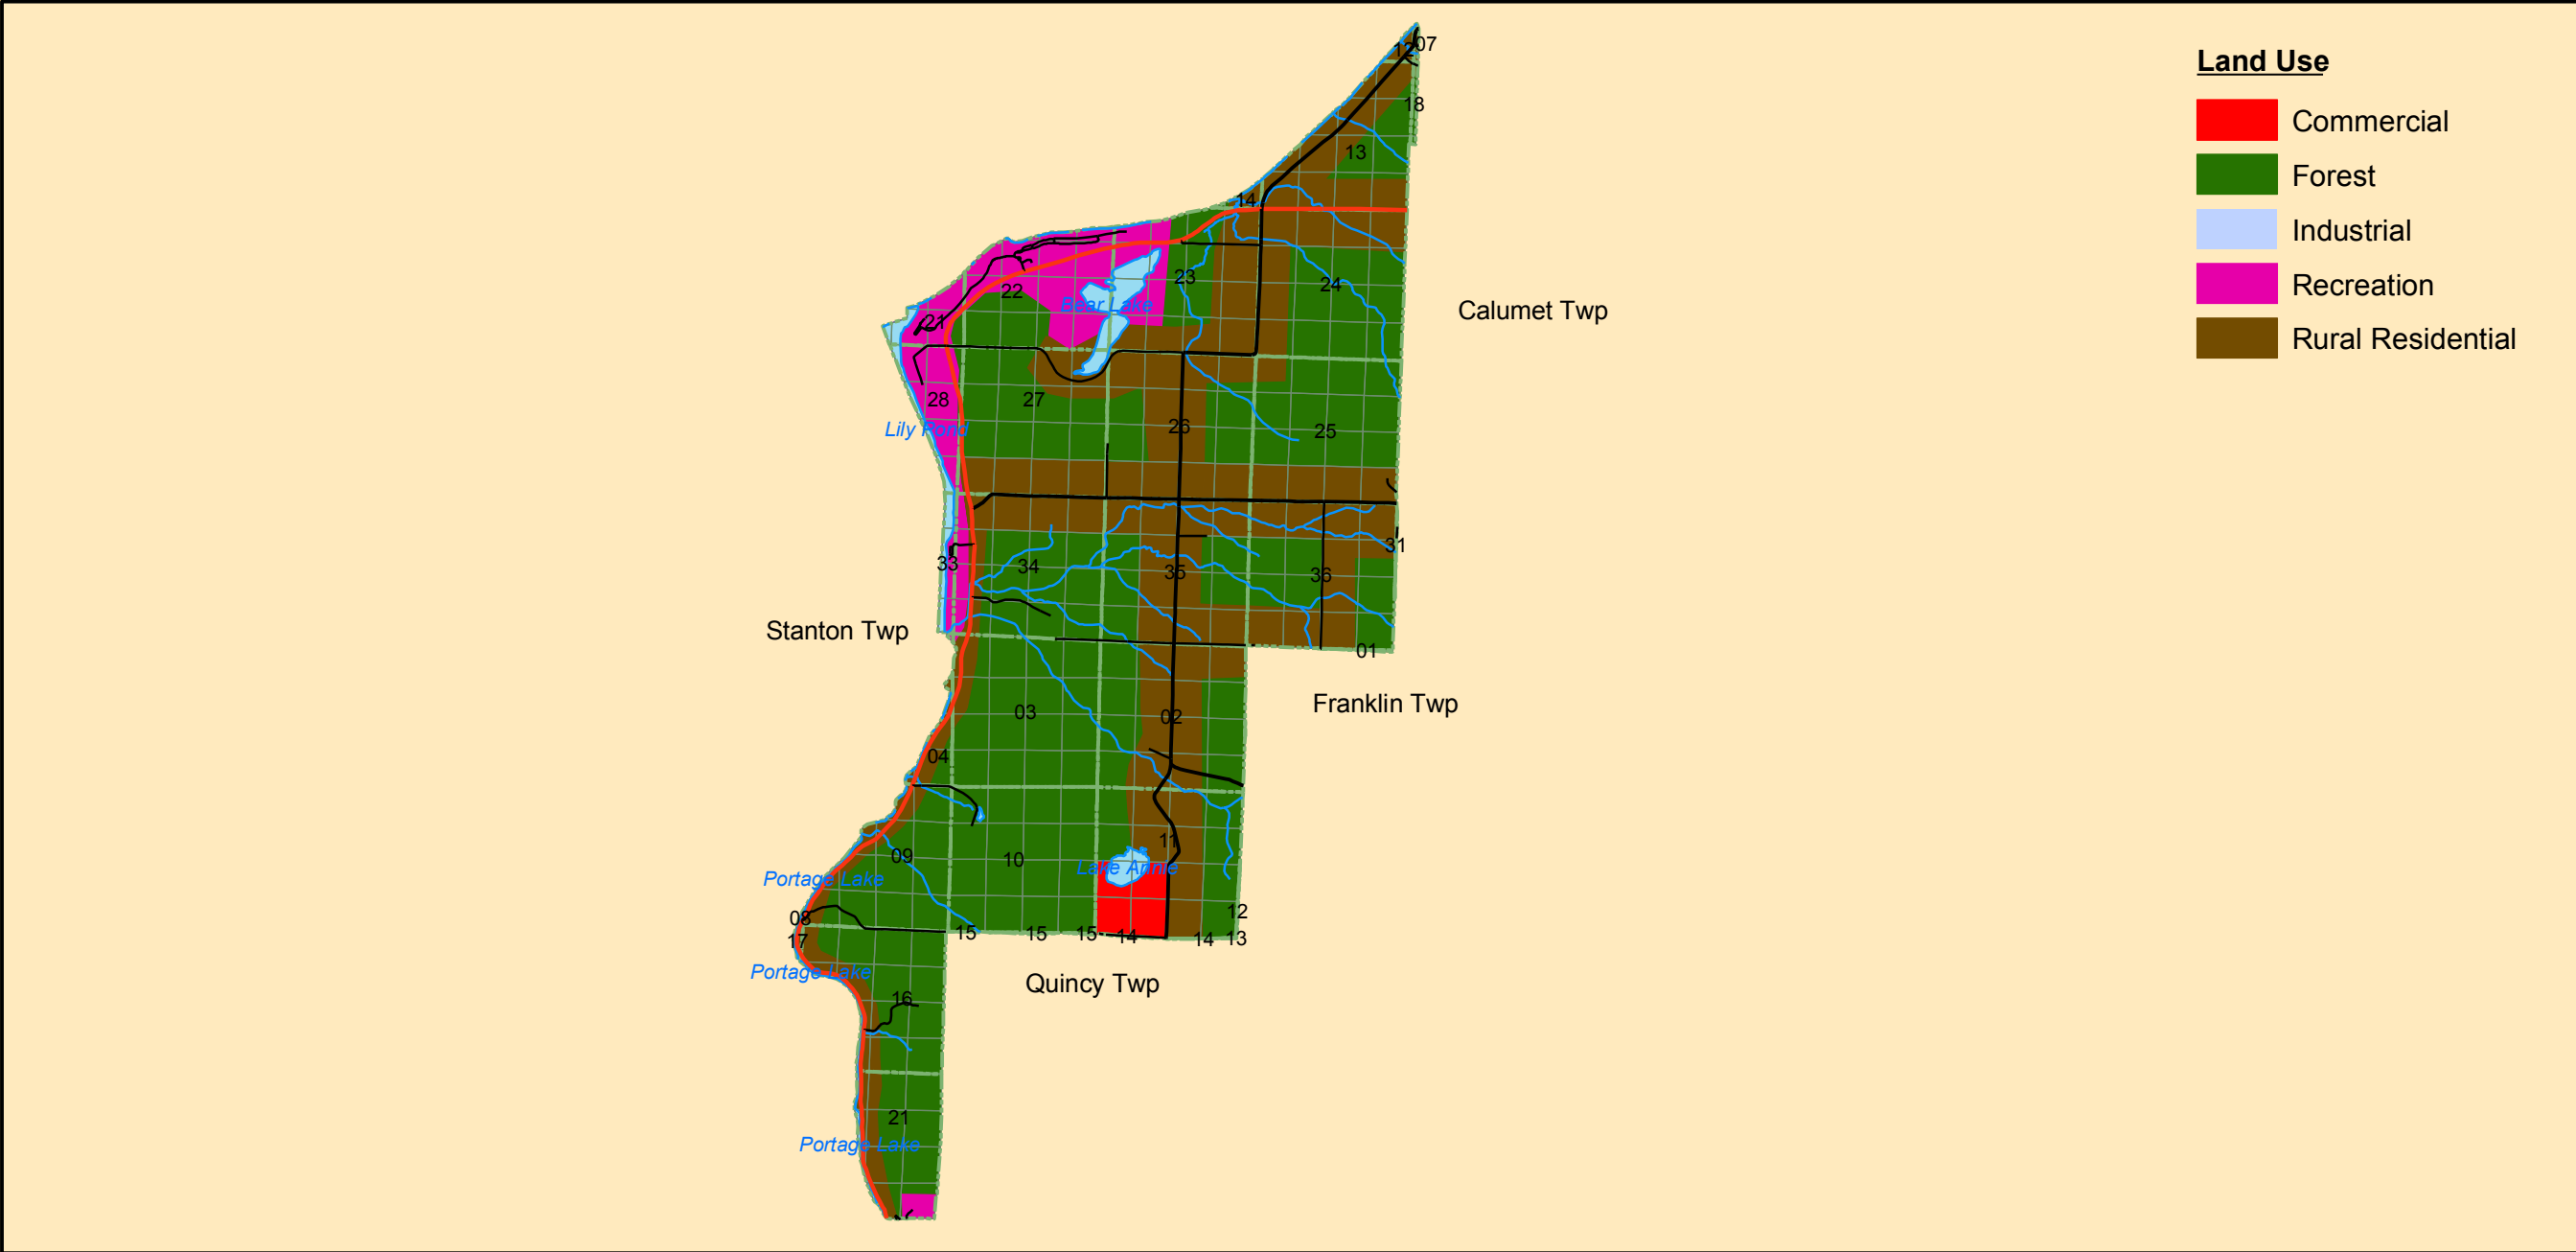 12
07
18
13
14
22
23
24
21
Bear Lake
28
27
26
25
Lily Pond
33
34
35
36
31
01
03
02
04
09
10
11
Lake Annie
Portage Lake
08
17
15
15
15
14
14
12
13
Portage Lake
16
21
Portage Lake
Calumet Twp
Stanton Twp
Franklin Twp
Quincy Twp
Land Use
Commercial
Forest
Industrial
Recreation
Rural Residential